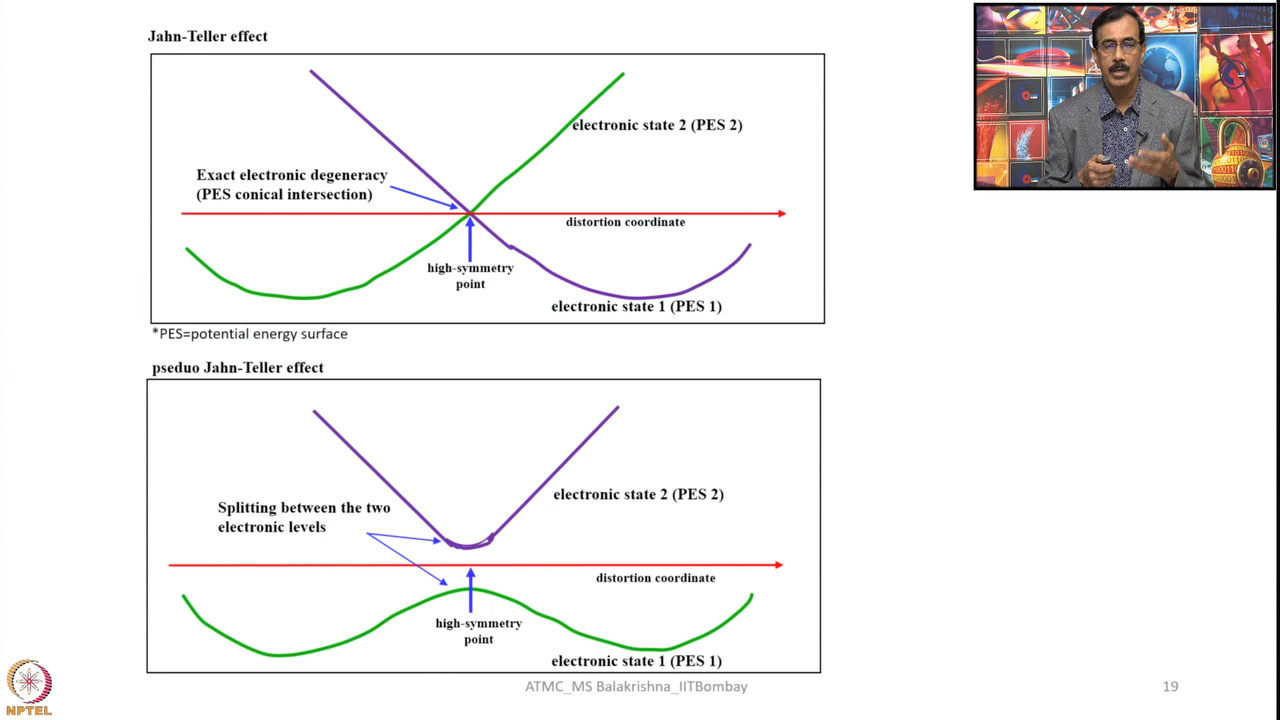 Jahn-Teller effect
electronic state 2 (PES 2)
Exact electronic degeneracy
(PES conical intersection)
distortion coordinate
high-symmetry
point
electronic state 1 (PES 1)
*PES=potential energy surface
pseduo Jahn-Teller effect
electronic state 2 (PES 2)
Splitting between the two
electronic levels
distortion coordinate
high-symmetry
point
electronic state 1 (PES 1)
NPTEL
ATMC_MS Balakrishna_IITBombay
19